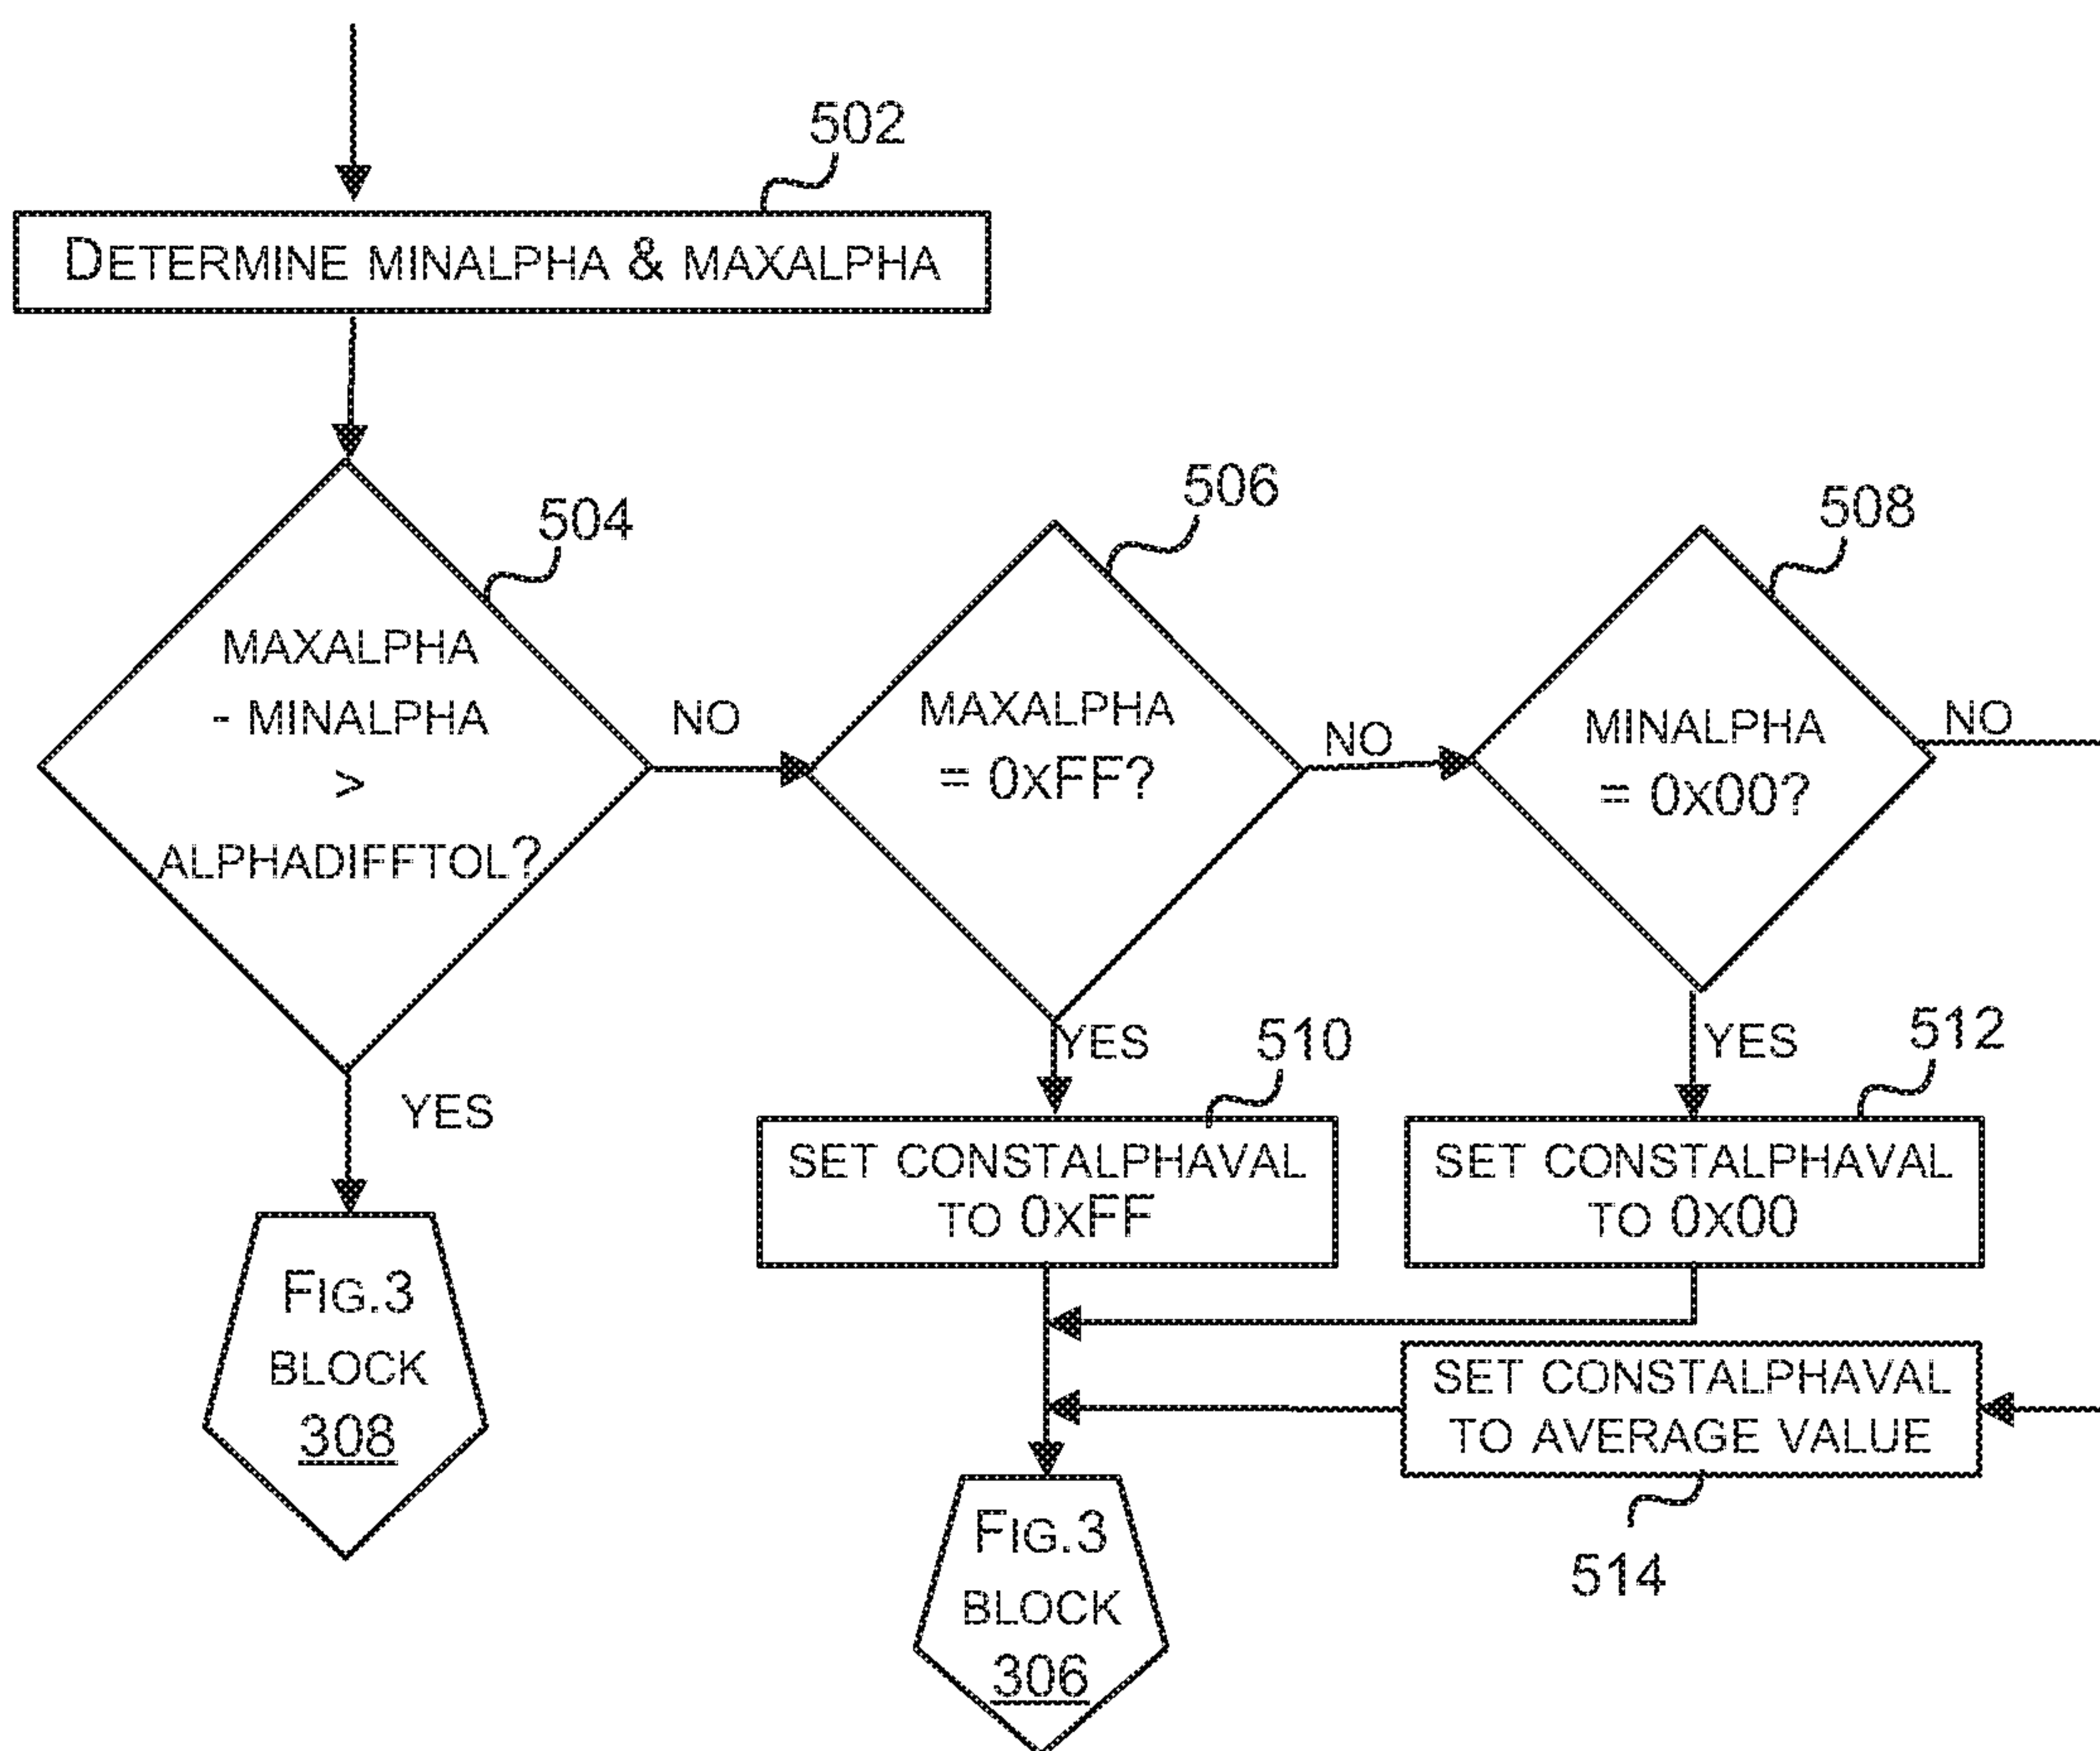 502
DETERMINE MINALPHA & MAXALPHA
504
MAXALPHA
- MINALPHA
>
ALPHADIFFTOL?
NO
YES
506
MAXALPHA
= 0XFF?
NO
YES
508
MINALPHA
= 0X00?
NO
YES
510
SET CONSTALPHAVAL
TO 0XFF
512
SET CONSTALPHAVAL
TO 0X00
SET CONSTALPHAVAL
TO AVERAGE VALUE
514
FIG.3
BLOCK
308
FIG.3
BLOCK
306